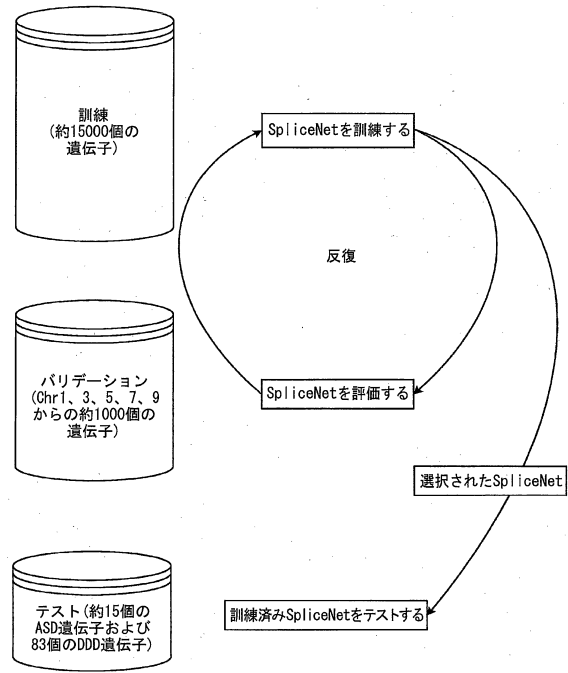 訓練
(約15000個の
遺伝子)
SpliceNetを訓練する
反復
バリデーション
(Chr1、3、5、7、9
からの約1000個の
遺伝子)
SpliceNetを評価する
選択されたSpliceNet
テスト(約15個の
ASD遺伝子および
83個のDDD遺伝子)
訓練済みSpliceNetをテストする